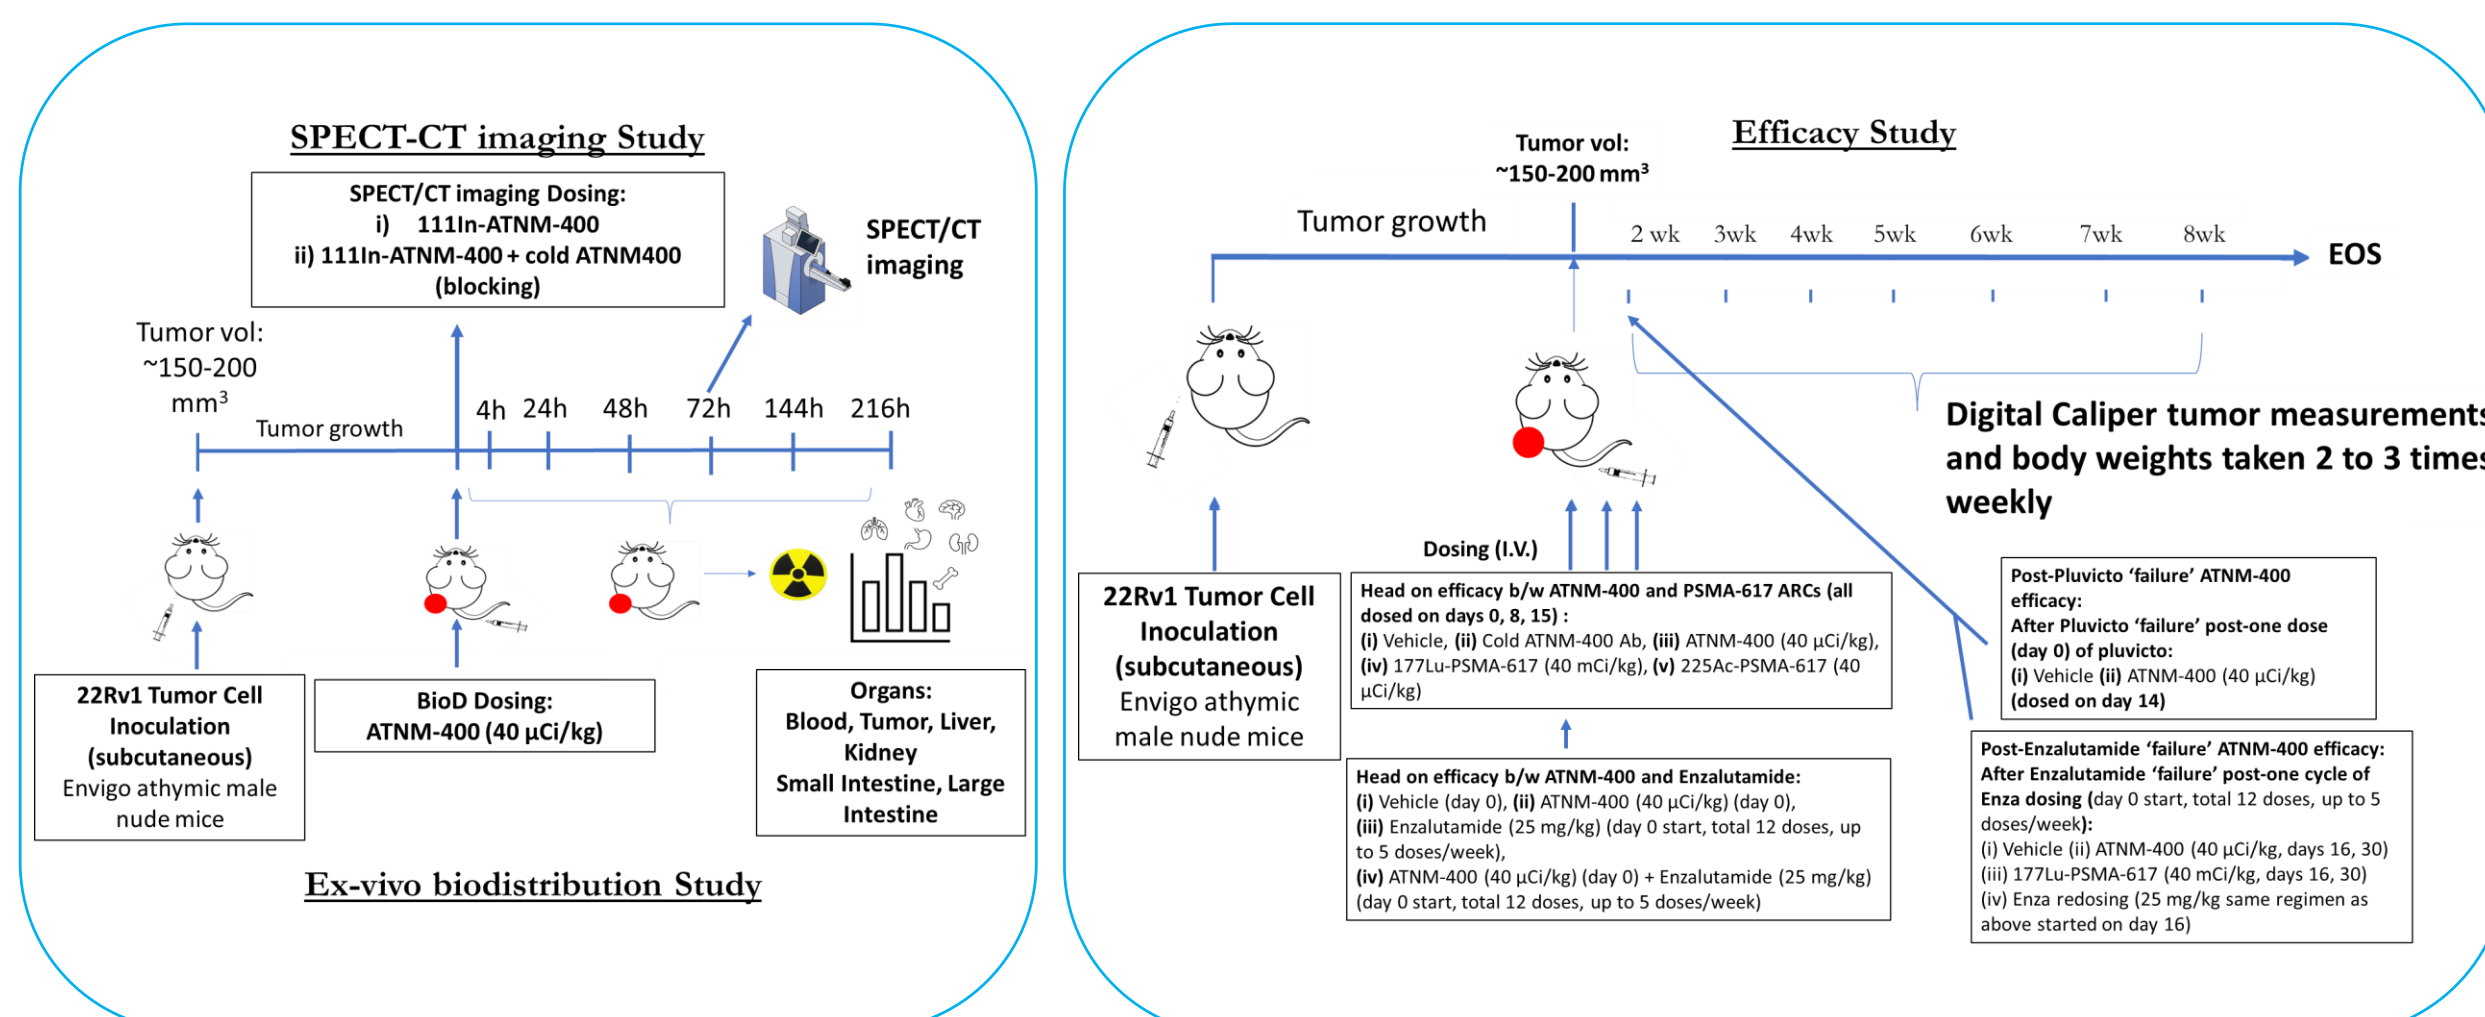 SPECT-CT imaging Study
SPECT/CT imaging Dosing:
i) 111In-ATNM-400
ii) 111In-ATNM-400 + cold ATNM400
(blocking)
SPECT/CT
imaging
Tumor vol:
~150-200
mm³
Tumor growth
4h 24h 48h 72h 144h 216h
22Rv1 Tumor Cell
Inoculation
(subcutaneous)
Envigo athymic male
nude mice
BioD Dosing:
ATNM-400 (40 µCi/kg)
Organs:
Blood, Tumor, Liver,
Kidney
Small Intestine, Large
Intestine
Ex-vivo biodistribution Study
Efficacy Study
Tumor vol:
~150-200 mm³
Tumor growth
2 wk 3wk 4wk 5wk 6wk 7wk 8wk
EOS
Digital Caliper tumor measurements
and body weights taken 2 to 3 times
weekly
Dosing (I.V.)
22Rv1 Tumor Cell
Inoculation
(subcutaneous)
Envigo athymic
male nude mice
Head on efficacy b/w ATNM-400 and PSMA-617 ARCs (all
dosed on days 0, 8, 15) :
(i) Vehicle, (ii) Cold ATNM-400 Ab, (iii) ATNM-400 (40 µCi/kg),
(iv) 177Lu-PSMA-617 (40 mCi/kg), (v) 225Ac-PSMA-617 (40
µCi/kg)
Head on efficacy b/w ATNM-400 and Enzalutamide:
(i) Vehicle (day 0), (ii) ATNM-400 (40 µCi/kg) (day 0),
(iii) Enzalutamide (25 mg/kg) (day 0 start, total 12 doses, up
to 5 doses/week),
(iv) ATNM-400 (40 µCi/kg) (day 0) + Enzalutamide (25 mg/kg)
(day 0 start, total 12 doses, up to 5 doses/week)
Post-Pluvicto ‘failure’ ATNM-400
efficacy:
After Pluvicto ‘failure’ post-one dose
(day 0) of pluvicto:
(i) Vehicle (ii) ATNM-400 (40 µCi/kg)
(dosed on day 14)
Post-Enzalutamide ‘failure’ ATNM-400 efficacy:
After Enzalutamide ‘failure’ post-one cycle of
Enza dosing (day 0 start, total 12 doses, up to 5
doses/week):
(i) Vehicle (ii) ATNM-400 (40 µCi/kg, days 16, 30)
(iii) 177Lu-PSMA-617 (40 mCi/kg, days 16, 30)
(iv) Enza redosing (25 mg/kg same regimen as
above started on day 16)